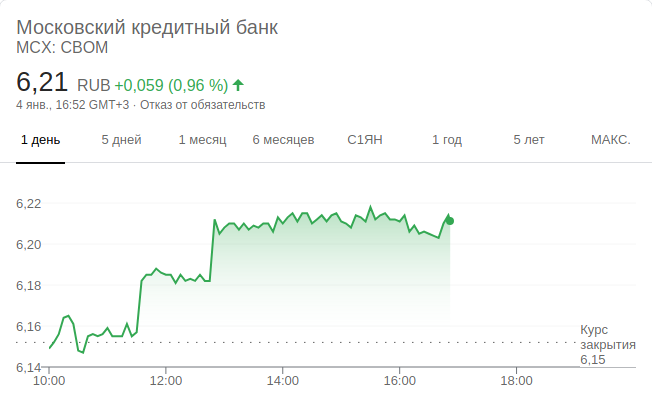 Московский кредитный банк
MCX: CBOM
6,21 RUB +0,059 (0,96 %)
4 янв., 16:52 GMT+3 · Отказ от обязательств
1 день 5 дней 1 месяц 6 месяцев С1ЯН 1 год 5 лет МАКС.
6,22
6,20
6,18
6,16
6,14
Курс
закрытия
6,15
10:00 12:00 14:00 16:00 18:00